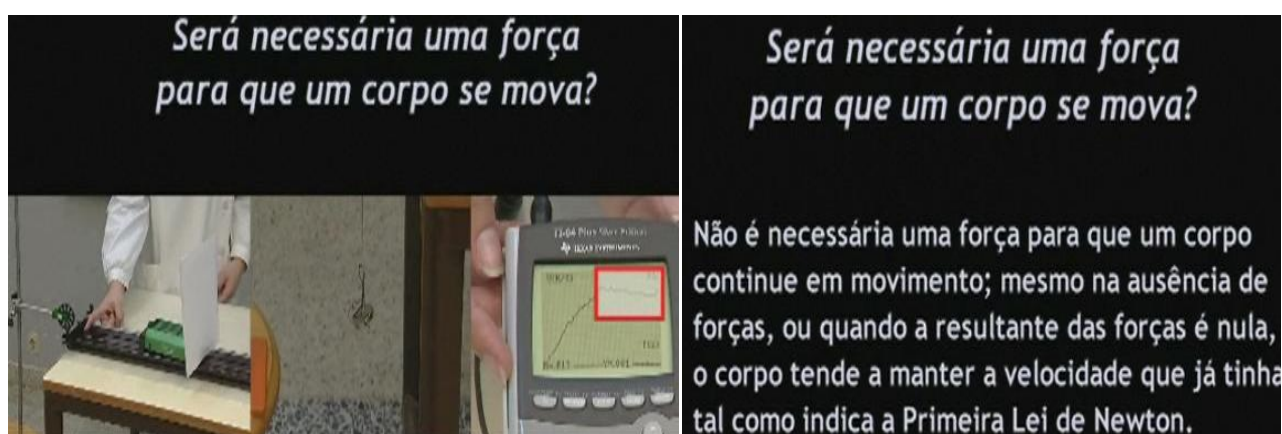 Será necessária uma força
para que um corpo se mova?
TEXAS INSTRUMENTS
Será necessária uma força
para que um corpo se mova?
Não é necessária uma força para que um corpo
continue em movimento; mesmo na ausência de
forças, ou quando a resultante das forças é nula,
o corpo tende a manter a velocidade que já tinha
tal como indica a Primeira Lei de Newton.